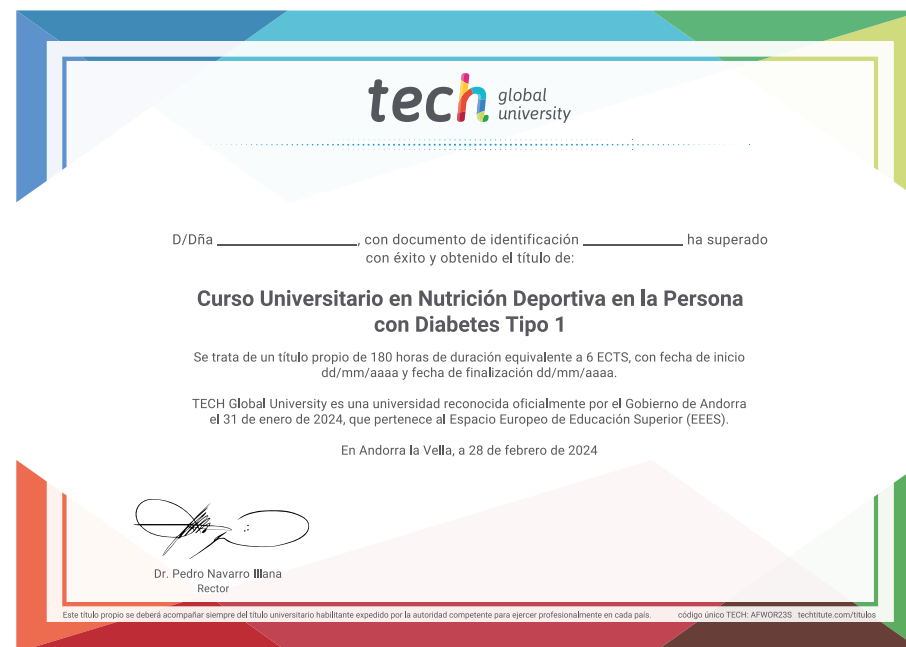 tech global university
D/Dña ____________________, con documento de identificación ______________ ha superado
con éxito y obtenido el título de:
Curso Universitario en Nutrición Deportiva en la Persona
con Diabetes Tipo 1
Se trata de un título propio de 180 horas de duración equivalente a 6 ECTS, con fecha de inicio
dd/mm/aaaa y fecha de finalización dd/mm/aaaa.
TECH Global University es una universidad reconocida oficialmente por el Gobierno de Andorra
el 31 de enero de 2024, que pertenece al Espacio Europeo de Educación Superior (EEES).
En Andorra la Vella, a 28 de febrero de 2024
Dr. Pedro Navarro Illana
Rector
Este título propio se deberá acompañar siempre del título universitario habilitante expedido por la autoridad competente para ejercer profesionalmente en cada país. código único TECH: AFWOR23S techtitute.com/titulos